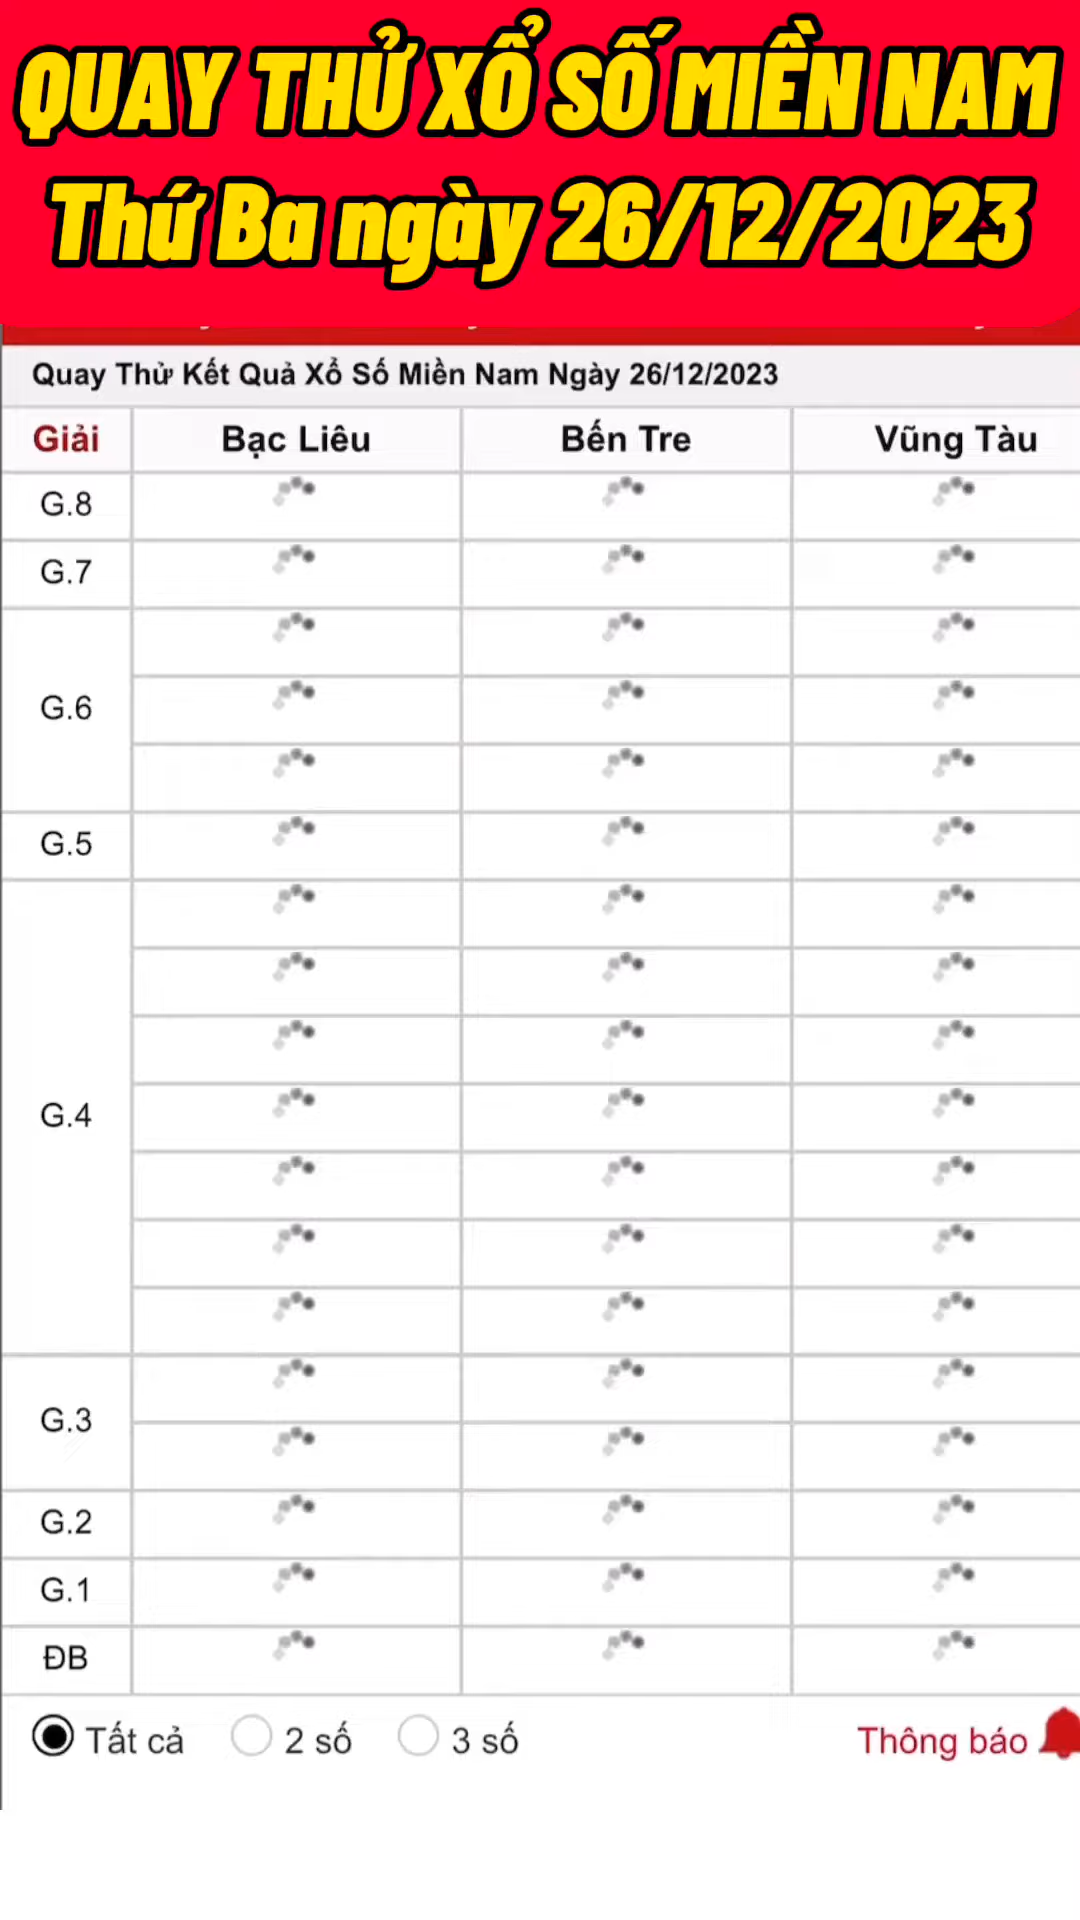 QUAY THỬ XỔ SỐ MIỀN NAM
Thứ Ba ngày 26/12/2023
Quay Thử Kết Quả Xổ Số Miền Nam Ngày 26/12/2023
Giải Bạc Liêu Bến Tre Vũng Tàu
G.8
G.7
G.6
G.5
G.4
G.3
G.2
G.1
ĐB
Tất cả 2 số 3 số Thông báo